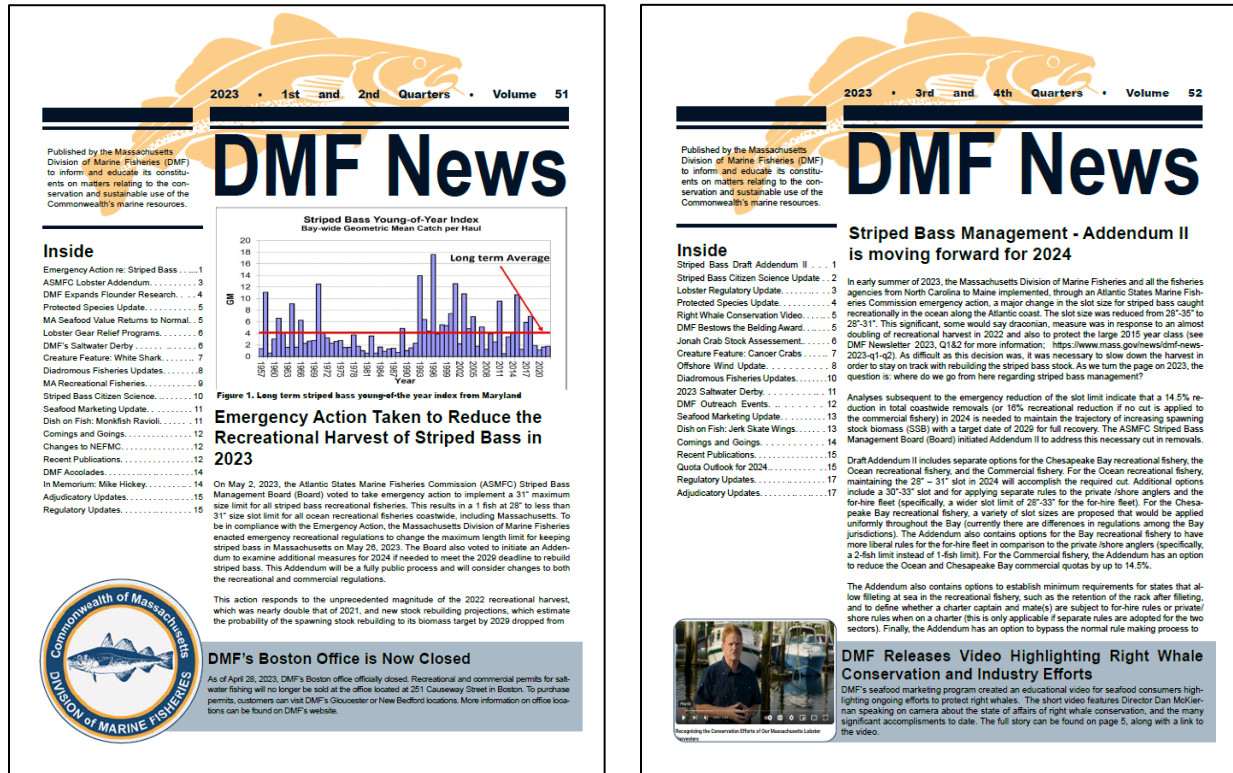 2023 • 1st and 2nd Quarters • Volume 51
DMF News
Published by the Massachusetts
Division of Marine Fisheries (DMF)
to inform and educate its constitu-
ents on matters relating to the con-
servation and sustainable use of the
Commonwealth's marine resources.
Inside
Emergency Action re: Striped Bass . . ....1
ASMFC Lobster Addendum. . . . . . . . . . 3
DMF Expands Flounder Research. . . . 4
Protected Species Update. . . . . . . . . . . 5
MA Seafood Value Returns to Normal. . 5
Lobster Gear Relief Programs. . . . . . . . 6
DMF's Saltwater Derby . . . . . . . . . . . . 6
Creature Feature: White Shark. . . . . . . 7
Diadromous Fisheries Updates. . . . . . .8
MA Recreational Fisheries. . . . . . . . . . 9
Striped Bass Citizen Science. . . . . . . 10
Seafood Marketing Update. . . . . . . . . 11
Dish on Fish: Monkfish Ravioli. . . . . . 11
Comings and Goings. . . . . . . . . . . . . 12
Changes to NEFMC. . . . . . . . . . . . . . 12
Recent Publications. . . . . . . . . . . . . . 12
DMF Accolades. . . . . . . . . . . . . . . . . 14
In Memorium: Mike Hickey. . . . . . . . . 14
Adjudicatory Updates. . . . . . . . . . . . . 15
Regulatory Updates. . . . . . . . . . . . . . 15
Striped Bass Young-of-Year Index
Bay-wide Geometric Mean Catch per Haul
Long term Average
GM
20
18
16
14
12
10
8
6
4
2
0
1957 1960 1963 1966 1969 1972 1975 1978 1981 1984 1987 1990 1993 1996 1999 2002 2005 2008 2011 2014 2017 2020
Year
Figure 1. Long term striped bass young-of-the year index from Maryland
Emergency Action Taken to Reduce the
Recreational Harvest of Striped Bass in
2023
On May 2, 2023, the Atlantic States Marine Fisheries Commission (ASMFC) Striped Bass
Management Board (Board) voted to take emergency action to implement a 31" maximum
size limit for all striped bass recreational fisheries. This results in a 1 fish at 28" to less than
31" size slot limit for all ocean recreational fisheries coastwide, including Massachusetts. To
be in compliance with the Emergency Action, the Massachusetts Division of Marine Fisheries
enacted emergency recreational regulations to change the maximum length limit for keeping
striped bass in Massachusetts on May 26, 2023. The Board also voted to initiate an Adden-
dum to examine additional measures for 2024 if needed to meet the 2029 deadline to rebuild
striped bass. This Addendum will be a fully public process and will consider changes to both
the recreational and commercial regulations.
This action responds to the unprecedented magnitude of the 2022 recreational harvest,
which was nearly double that of 2021, and new stock rebuilding projections, which estimate
the probability of the spawning stock rebuilding to its biomass target by 2029 dropped from
Commonwealth of Massachusetts
DIVISION OF MARINE FISHERIES
DMF's Boston Office is Now Closed
As of April 28, 2023, DMF's Boston office officially closed. Recreational and commercial permits for salt-
water fishing will no longer be sold at the office located at 251 Causeway Street in Boston. To purchase
permits, customers can visit DMF's Gloucester or New Bedford locations. More information on office loca-
tions can be found on DMF's website.
2023 • 3rd and 4th Quarters • Volume 52
DMF News
Published by the Massachusetts
Division of Marine Fisheries (DMF)
to inform and educate its constitu-
ents on matters relating to the con-
servation and sustainable use of the
Commonwealth's marine resources.
Inside
Striped Bass Draft Addendum II . . . 1
Striped Bass Citizen Science Update . . 2
Lobster Regulatory Update. . . . . . . . . 3
Protected Species Update. . . . . . . . . . 4
Right Whale Conservation Video. . . . . 5
DMF Bestows the Belding Award. . . . . 5
Jonah Crab Stock Assessement. . . . . . 6
Creature Feature: Cancer Crabs . . . . . 7
Offshore Wind Update . . . . . . . . . . . . 8
Diadromous Fisheries Updates. . . . . .10
2023 Saltwater Derby . . . . . . . . . . . . 11
DMF Outreach Events. . . . . . . . . . . . 12
Seafood Marketing Update. . . . . . . . . 13
Dish on Fish: Jerk Skate Wings. . . . . . 13
Comings and Goings. . . . . . . . . . . . . 14
Recent Publications. . . . . . . . . . . . . . 15
Quota Outlook for 2024. . . . . . . . . . . .15
Regulatory Updates. . . . . . . . . . . . . . 17
Adjudicatory Updates. . . . . . . . . . . . . 17
Striped Bass Management - Addendum II
is moving forward for 2024
In early summer of 2023, the Massachusetts Division of Marine Fisheries and all the fisheries
agencies from North Carolina to Maine implemented, through an Atlantic States Marine Fish-
eries Commission emergency action, a major change in the slot size for striped bass caught
recreationally in the ocean along the Atlantic coast. The slot size was reduced from 28"-35" to
28"-31". This significant, some would say draconian, measure was in response to an almost
doubling of recreational harvest in 2022 and also to protect the large 2015 year class (see
DMF Newsletter 2023, Q1&2 for more information; https://www.mass.gov/news/dmf-news-
2023-q1-q2). As difficult as this decision was, it was necessary to slow down the harvest in
order to stay on track with rebuilding the striped bass stock. As we turn the page on 2023, the
question is: where do we go from here regarding striped bass management?
Analyses subsequent to the emergency reduction of the slot limit indicate that a 14.5% re-
duction in total coastwide removals (or 16% recreational reduction if no cut is applied to
the commercial fishery) in 2024 is needed to maintain the trajectory of increasing spawning
stock biomass (SSB) with a target date of 2029 for full recovery. The ASMFC Striped Bass
Management Board (Board) initiated Addendum II to address this necessary cut in removals.
Draft Addendum II includes separate options for the Chesapeake Bay recreational fishery, the
Ocean recreational fishery, and the Commercial fishery. For the Ocean recreational fishery,
maintaining the 28" – 31" slot in 2024 will accomplish the required cut. Additional options
include a 30"-33" slot and for applying separate rules to the private /shore anglers and the
for-hire fleet (specifically, a wider slot limit of 28"-33" for the for-hire fleet). For the Chesa-
peake Bay recreational fishery, a variety of slot sizes are proposed that would be applied
uniformly throughout the Bay (currently there are differences in regulations among the Bay
jurisdictions). The Addendum also contains options for the Bay recreational fishery to have
more liberal rules for the for-hire fleet in comparison to the private /shore anglers (specifically,
a 2-fish limit instead of 1-fish limit). For the Commercial fishery, the Addendum has an option
to reduce the Ocean and Chesapeake Bay commercial quotas by up to 14.5%.
The Addendum also contains options to establish minimum requirements for states that al-
low filleting at sea in the recreational fishery, such as the retention of the rack after filleting,
and to define whether a charter captain and mate(s) are subject to for-hire rules or private/
shore rules when on a charter (this is only applicable if separate rules are adopted for the two
sectors). Finally, the Addendum has an option to bypass the normal rule making process to
Recognizing the Conservation Efforts of Our Massachusetts Lobster
Harvesters
DMF Releases Video Highlighting Right Whale
Conservation and Industry Efforts
DMF's seafood marketing program created an educational video for seafood consumers high-
lighting ongoing efforts to protect right whales. The short video features Director Dan McKier-
nan speaking on camera about the state of affairs of right whale conservation, and the many
significant accomplisments to date. The full story can be found on page 5, along with a link to
the video.